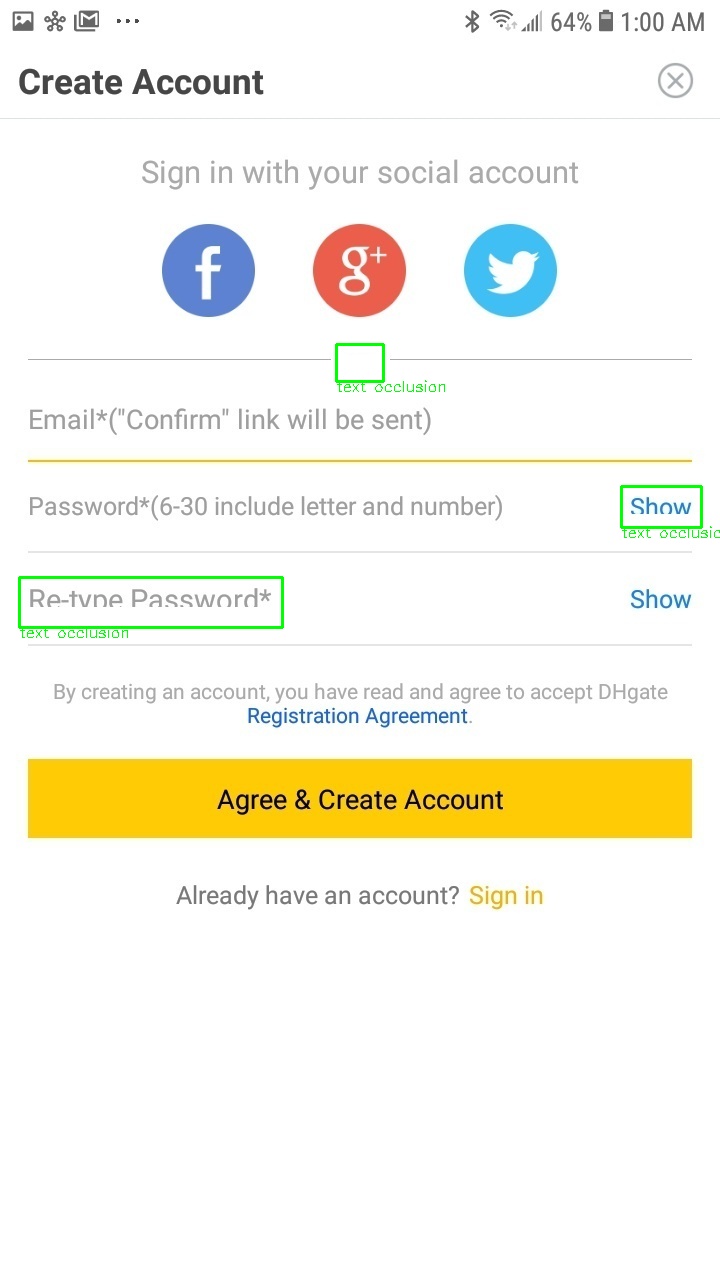 64% 1:00 AM
Create Account
Sign in with your social account
f g+
text occlusion
Email*("Confirm" link will be sent)
Password*(6-30 include letter and number) Show
text occlusio
Re-type Password* Show
text occlusion
By creating an account, you have read and agree to accept DHgate
Registration Agreement.
Agree & Create Account
Already have an account? Sign in